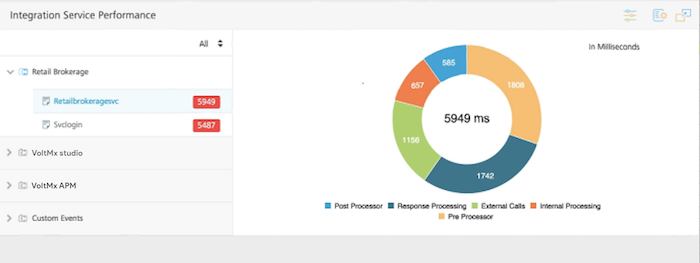 Integration Service Performance
All
Retail Brokerage
Retailbrokeragesvc 5949
Svclogin 5487
VoltMx studio
VoltMx APM
Custom Events
In Milliseconds
585
1808
657
5949 ms
1156
1742
Post Processor Response Processing External Calls Internal Processing
Pre Processor